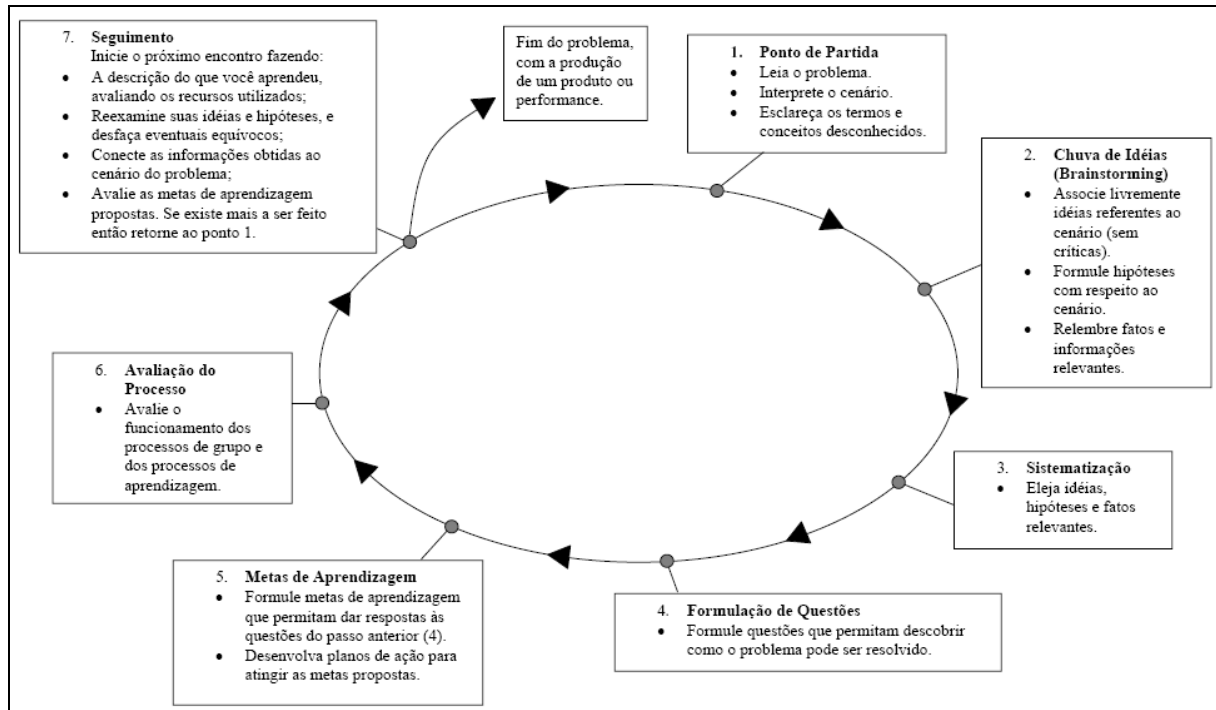 7. Seguimento
Inicie o próximo encontro fazendo:
• A descrição do que você aprendeu,
avaliando os recursos utilizados;
• Reexamine suas idéias e hipóteses, e
desfaça eventuais equívocos;
• Conecte as informações obtidas ao
cenário do problema;
• Avalie as metas de aprendizagem
propostas. Se existe mais a ser feito
então retorne ao ponto 1.
Fim do problema,
com a produção
de um produto ou
performance.
1. Ponto de Partida
• Leia o problema.
• Interprete o cenário.
• Esclareça os termos e
conceitos desconhecidos.
2. Chuva de Idéias
(Brainstorming)
• Associe livremente
idéias referentes ao
cenário (sem
críticas).
• Formule hipóteses
com respeito ao
cenário.
• Relembre fatos e
informações
relevantes.
3. Sistematização
• Eleja idéias,
hipóteses e fatos
relevantes.
4. Formulação de Questões
• Formule questões que permitam descobrir
como o problema pode ser resolvido.
5. Metas de Aprendizagem
• Formule metas de aprendizagem
que permitam dar respostas às
questões do passo anterior (4).
• Desenvolva planos de ação para
atingir as metas propostas.
6. Avaliação do
Processo
• Avalie o
funcionamento dos
processos de grupo e
dos processos de
aprendizagem.